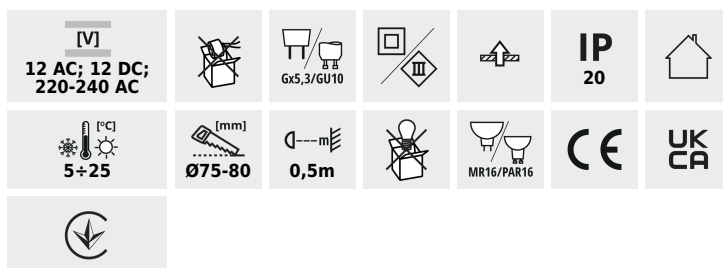 [V]
12 AC; 12 DC;
220-240 AC
Gx5,3/GU10
III
IP
20
[°C]
5÷25
[mm]
Ø75-80
m
0,5m
MR16/PAR16
CE
UK
CA